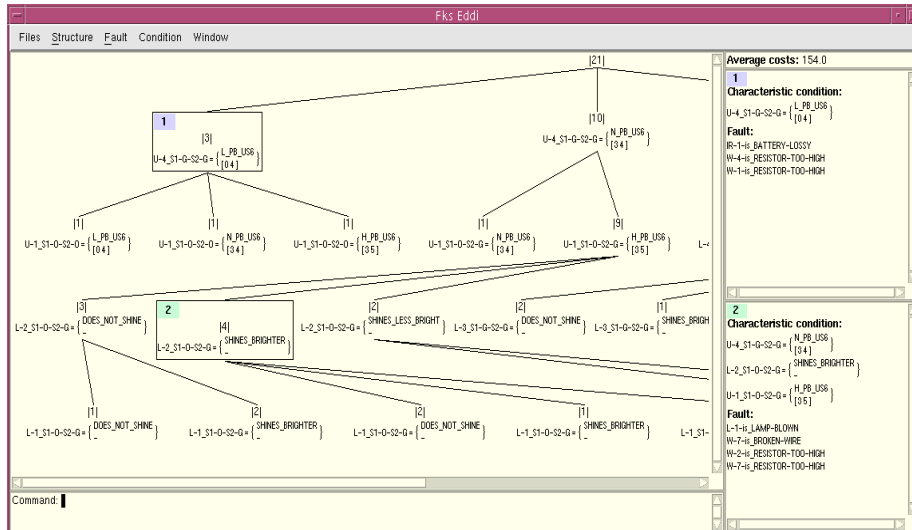 Fks Eddi
Files Structure Fault Condition Window
|21|
1
|3|
U-4_S1-G-S2-G = { L_PB_US6
[0 4]
|10|
U-4_S1-G-S2-G = { N_PB_US6
[3 4]
|1|
U-1_S1-O-S2-O = { L_PB_US6
[0 4]
|1|
U-1_S1-O-S2-O = { N_PB_US6
[3 4]
|1|
U-1_S1-O-S2-O = { H_PB_US6
[3 5]
|1|
U-1_S1-O-S2-G = { N_PB_US6
[3 4]
|9|
U-1_S1-O-S2-G = { H_PB_US6
[3 5]
L-4
|3|
L-2_S1-O-S2-G = { DOES_NOT_SHINE
_
2
|4|
L-2_S1-O-S2-G = { SHINES_BRIGHTER
_
|2|
L-2_S1-O-S2-G = { SHINES_LESS_BRIGHT
_
|2|
L-3_S1-G-S2-G = { DOES_NOT_SHINE
_
|1|
L-3_S1-G-S2-G = { SHINES_BRIGH
_
|1|
L-1_S1-O-S2-G = { DOES_NOT_SHINE
_
|2|
L-1_S1-O-S2-G = { SHINES_BRIGHTER
_
|2|
L-1_S1-O-S2-G = { DOES_NOT_SHINE
_
|1|
L-1_S1-O-S2-G = { SHINES_BRIGHTER
_
L-1_S1-
Command:
Average costs: 154.0
1
Characteristic condition:
U-4_S1-G-S2-G = { L_PB_US6
[0 4] }
Fault:
IR-1-is_BATTERY-LOSSY
W-4-is_RESISTOR-TOO-HIGH
W-1-is_RESISTOR-TOO-HIGH
2
Characteristic condition:
U-4_S1-G-S2-G = { N_PB_US6
[3 4] }
L-2_S1-O-S2-G = { SHINES_BRIGHTER
_ }
U-1_S1-O-S2-G = { H_PB_US6
[3 5] }
Fault:
L-1-is_LAMP-BLOWN
W-7-is_BROKEN-WIRE
W-2-is_RESISTOR-TOO-HIGH
W-7-is_RESISTOR-TOO-HIGH